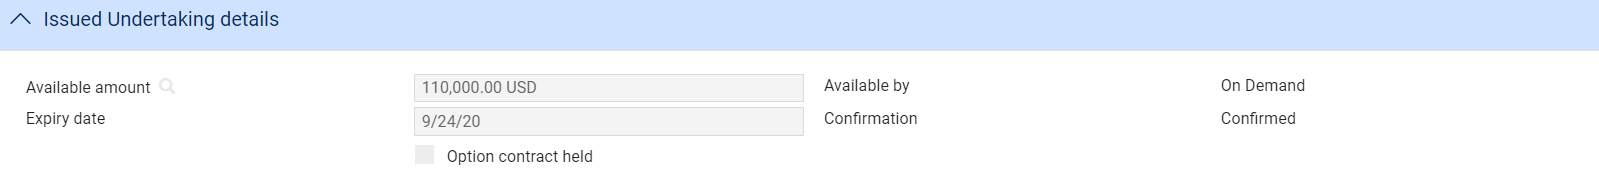 Issued Undertaking details
Available amount 110,000.00 USD Available by On Demand
Expiry date 9/24/20 Confirmation Confirmed
Option contract held